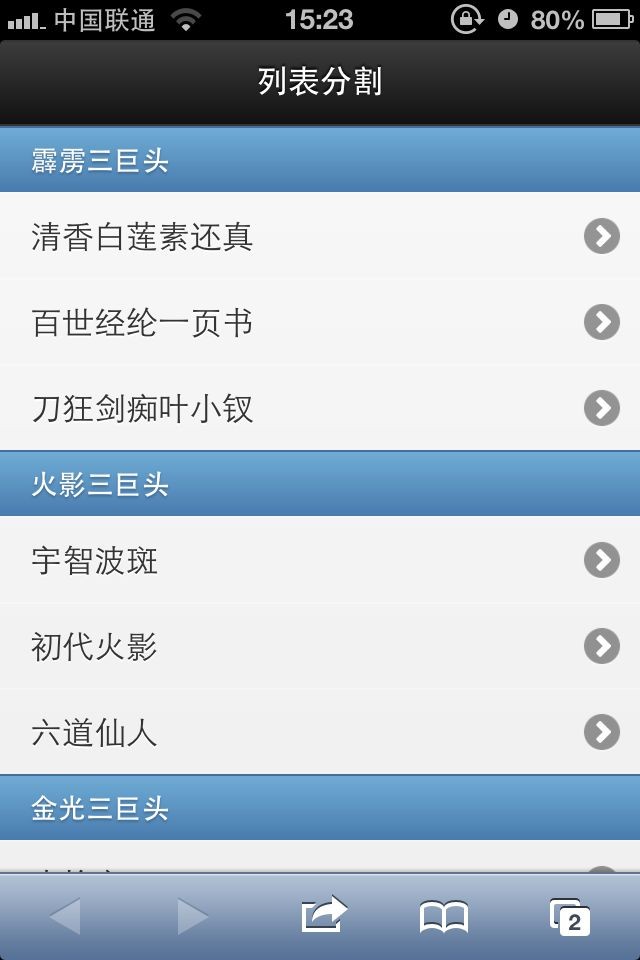 中国联通 15:23 80%
列表分割
霹雳三巨头
清香白莲素还真
百世经纶一页书
刀狂剑痴叶小钗
火影三巨头
宇智波斑
初代火影
六道仙人
金光三巨头
2